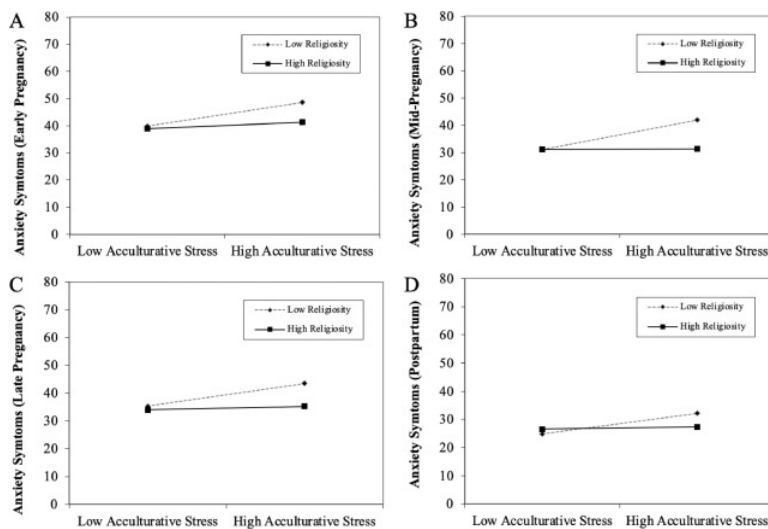 A
Anxiety Symtoms (Early Pregnancy)
80
70
60
50
40
30
20
10
0
Low Religiosity
High Religiosity
Low Acculturative Stress High Acculturative Stress
B
Anxiety Symtoms (Mid-Pregnancy)
80
70
60
50
40
30
20
10
0
Low Religiosity
High Religiosity
Low Acculturative Stress High Acculturative Stress
C
Anxiety Symtoms (Late Pregnancy)
80
70
60
50
40
30
20
10
0
Low Religiosity
High Religiosity
Low Acculturative Stress High Acculturative Stress
D
Anxiety Symtoms (Postpartum)
80
70
60
50
40
30
20
10
0
Low Religiosity
High Religiosity
Low Acculturative Stress High Acculturative Stress